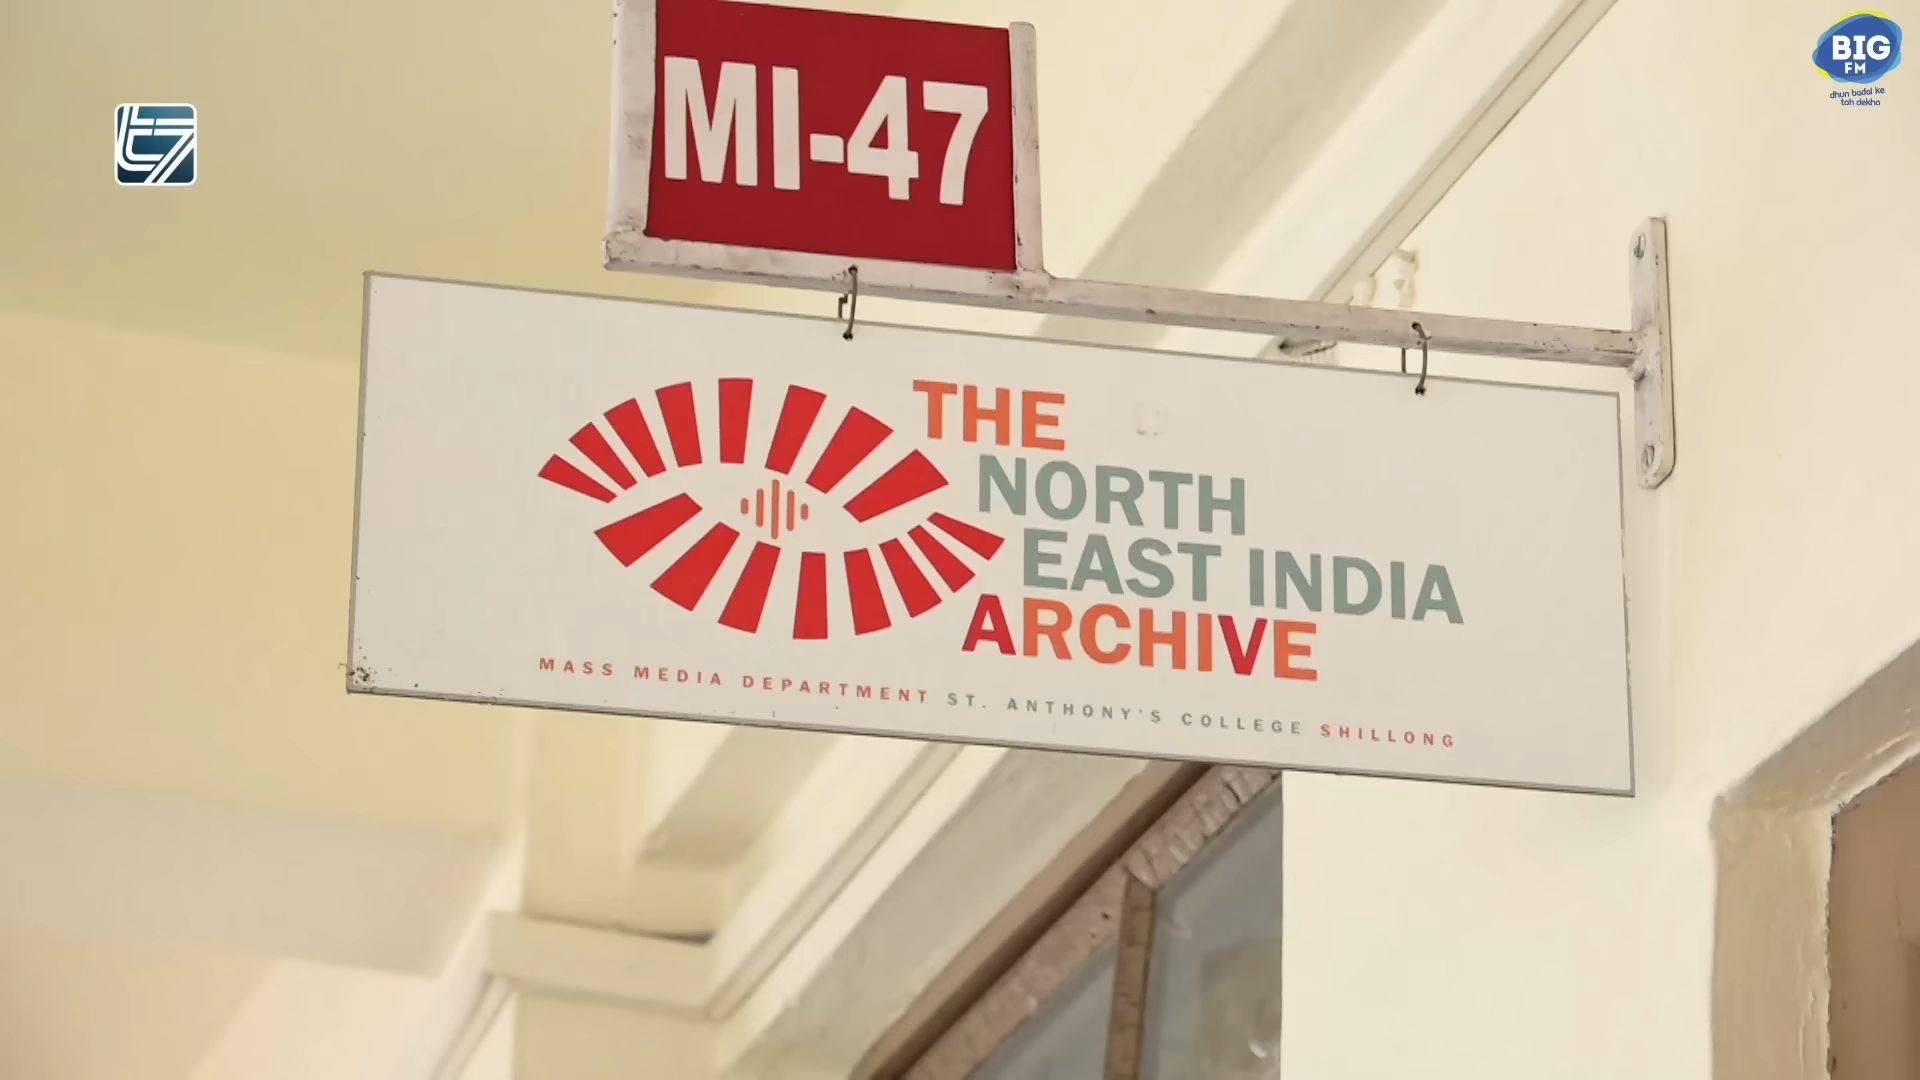 MI-47
BIG
FM
dhun badal ke
toh dekho
THE
NORTH
EAST INDIA
ARCHIVE
MASS MEDIA DEPARTMENT ST. ANTHONY'S COLLEGE SHILLONG